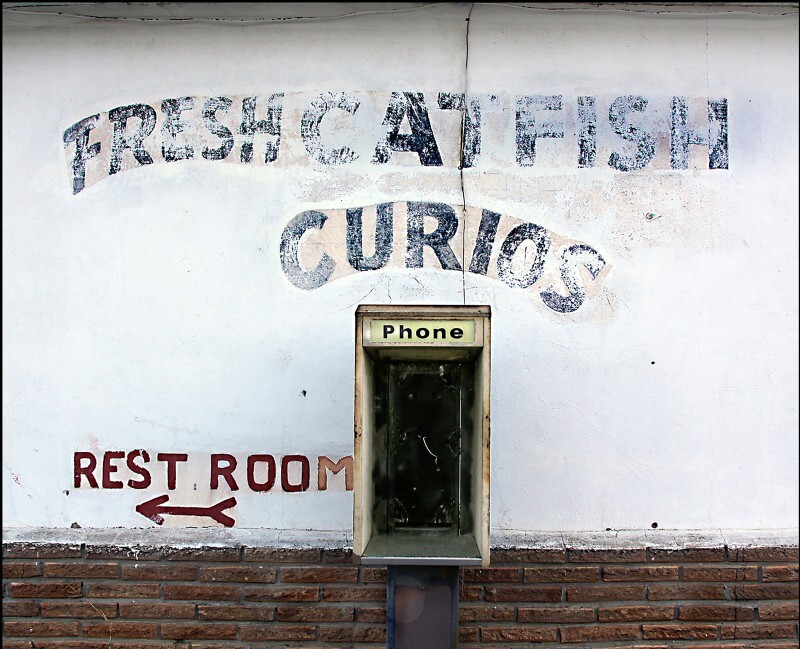 FRESH CATFISH
CURIOS
Phone
REST ROOM